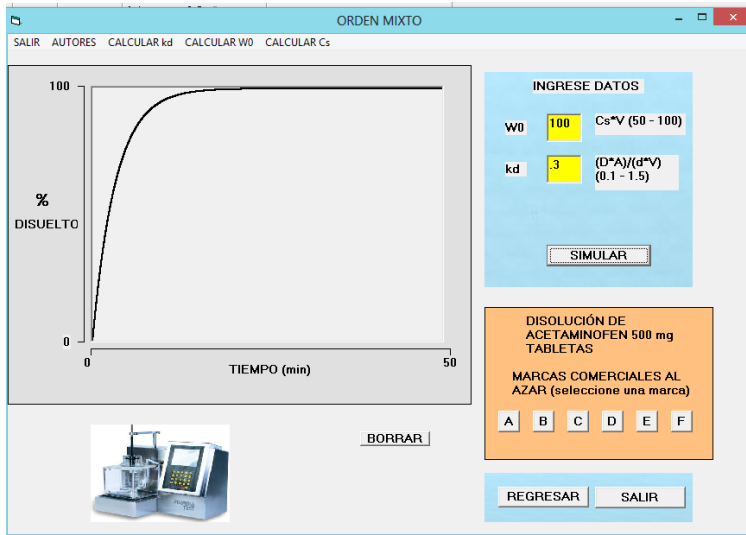 ORDEN MIXTO
SALIR AUTORES CALCULAR kd CALCULAR W0 CALCULAR Cs
100
%
DISUELTO
0
0
TIEMPO (min)
50
INGRESE DATOS
W0 100 Cs*V (50 - 100)
kd .3 (D*A)/(d*V)
(0.1 - 1.5)
SIMULAR
DISOLUCIÓN DE
ACETAMINOFEN 500 mg
TABLETAS
MARCAS COMERCIALES AL
AZAR (seleccione una marca)
A B C D E F
BORRAR
REGRESAR SALIR